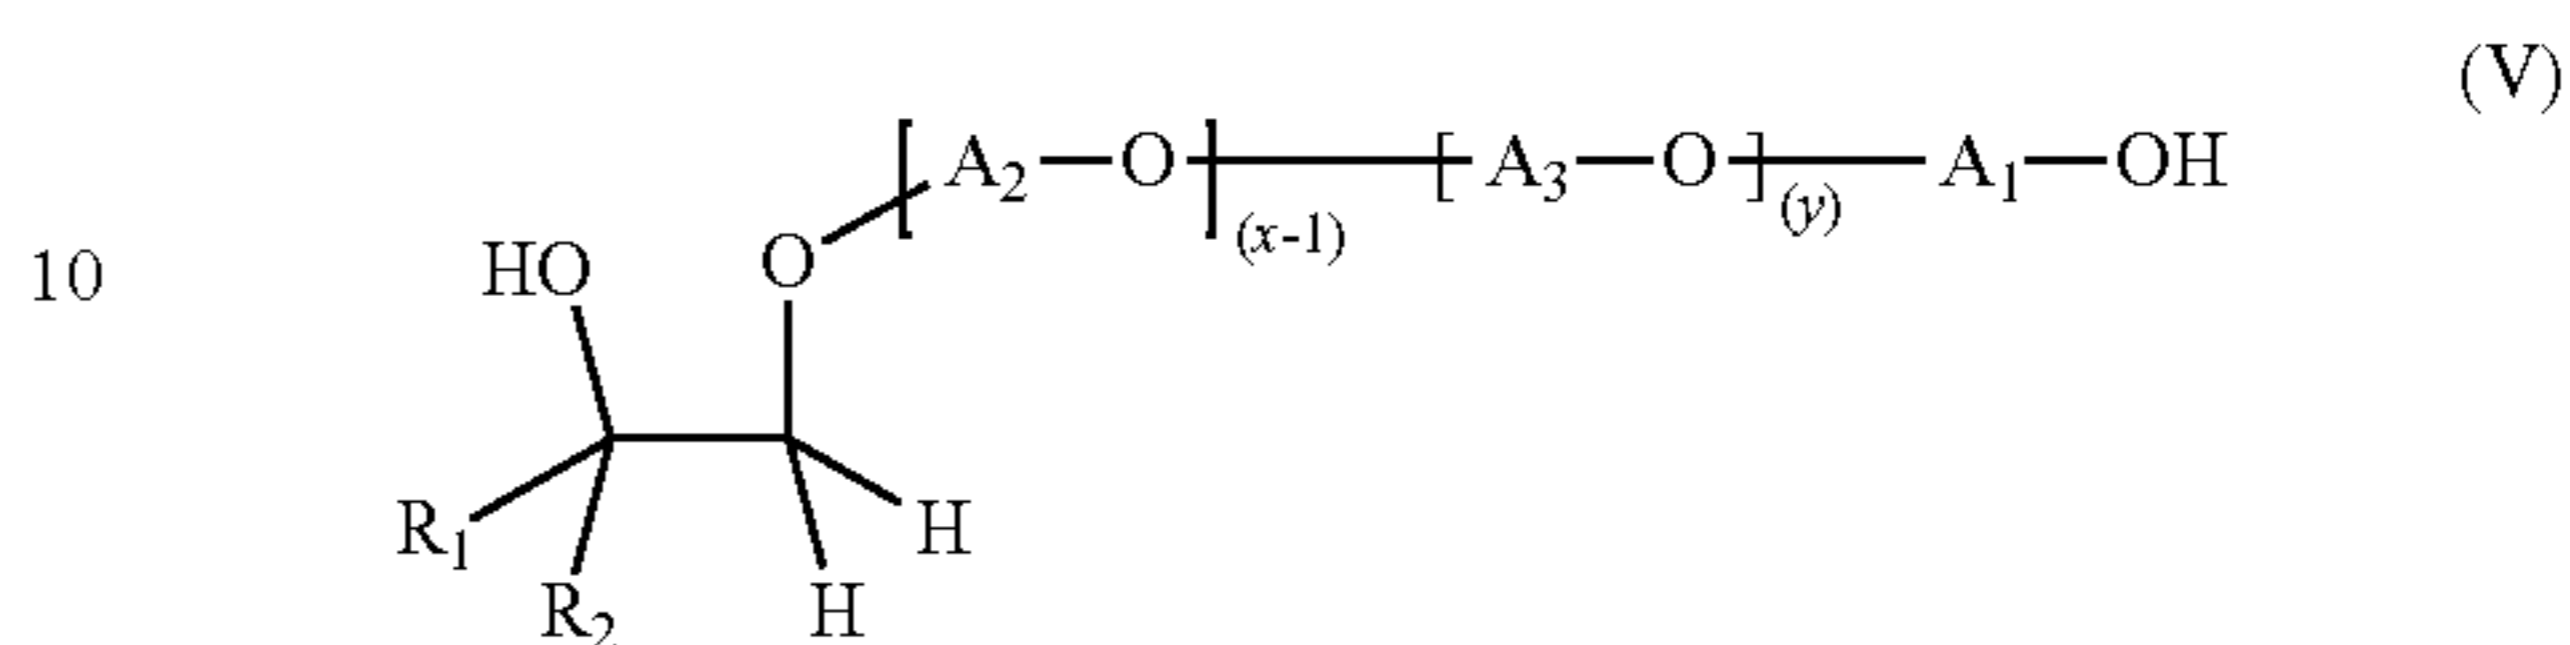 (V)
[A₂—O](x-1)—[A₃—O](y)—A₁—OH
10 HO O
R₁ H
R₂ H